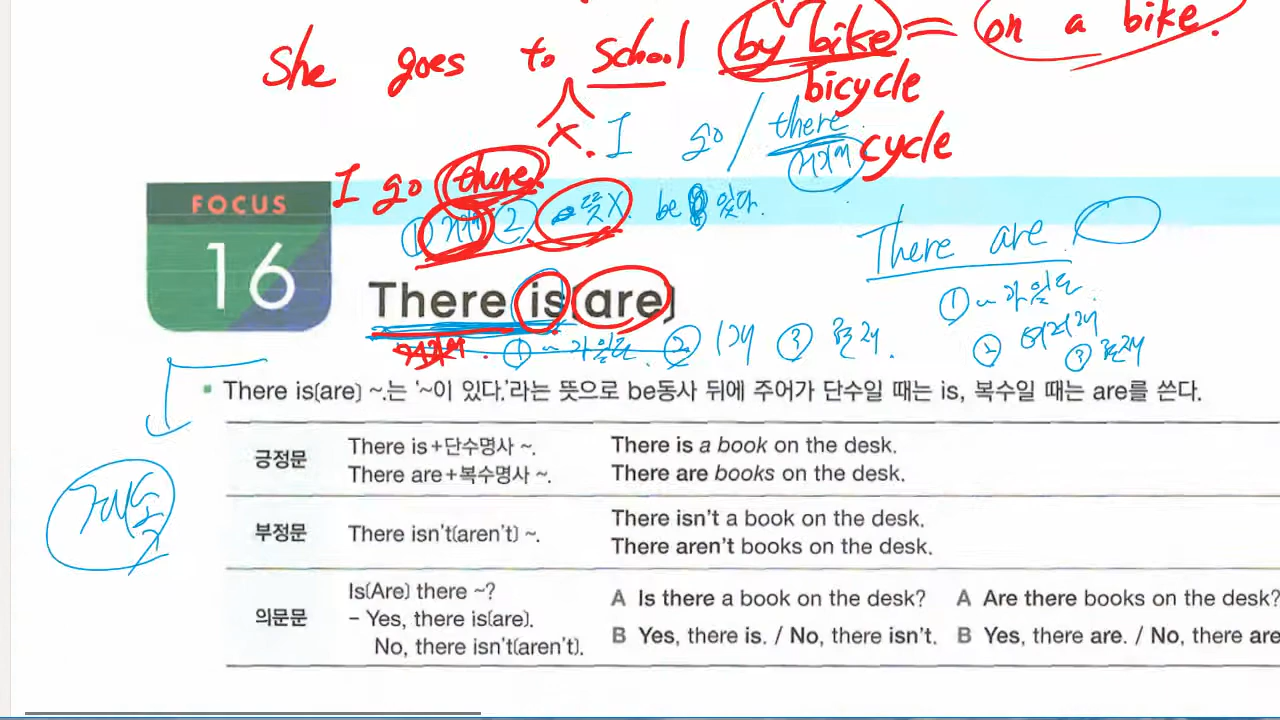 She goes to school by bike = on a bike.
bicycle
I go / there
거기에
cycle
X.
I go there.
FOCUS
16
① 거기에 ② 뜻X. be 있다.
There are
① ~가 있다.
② 여러개
③ 존재
There is(are)
거기에. ① ~가 있다. ② 1개 ③ 존재.
There is(are) ~.는 '~이 있다.'라는 뜻으로 be동사 뒤에 주어가 단수일 때는 is, 복수일 때는 are를 쓴다.
긍정문
There is+단수명사 ~.
There are+복수명사 ~.
There is a book on the desk.
There are books on the desk.
부정문
There isn't(aren't) ~.
There isn't a book on the desk.
There aren't books on the desk.
의문문
Is(Are) there ~?
– Yes, there is(are).
No, there isn't(aren't).
A Is there a book on the desk?
B Yes, there is. / No, there isn't.
A Are there books on the desk?
B Yes, there are. / No, there are